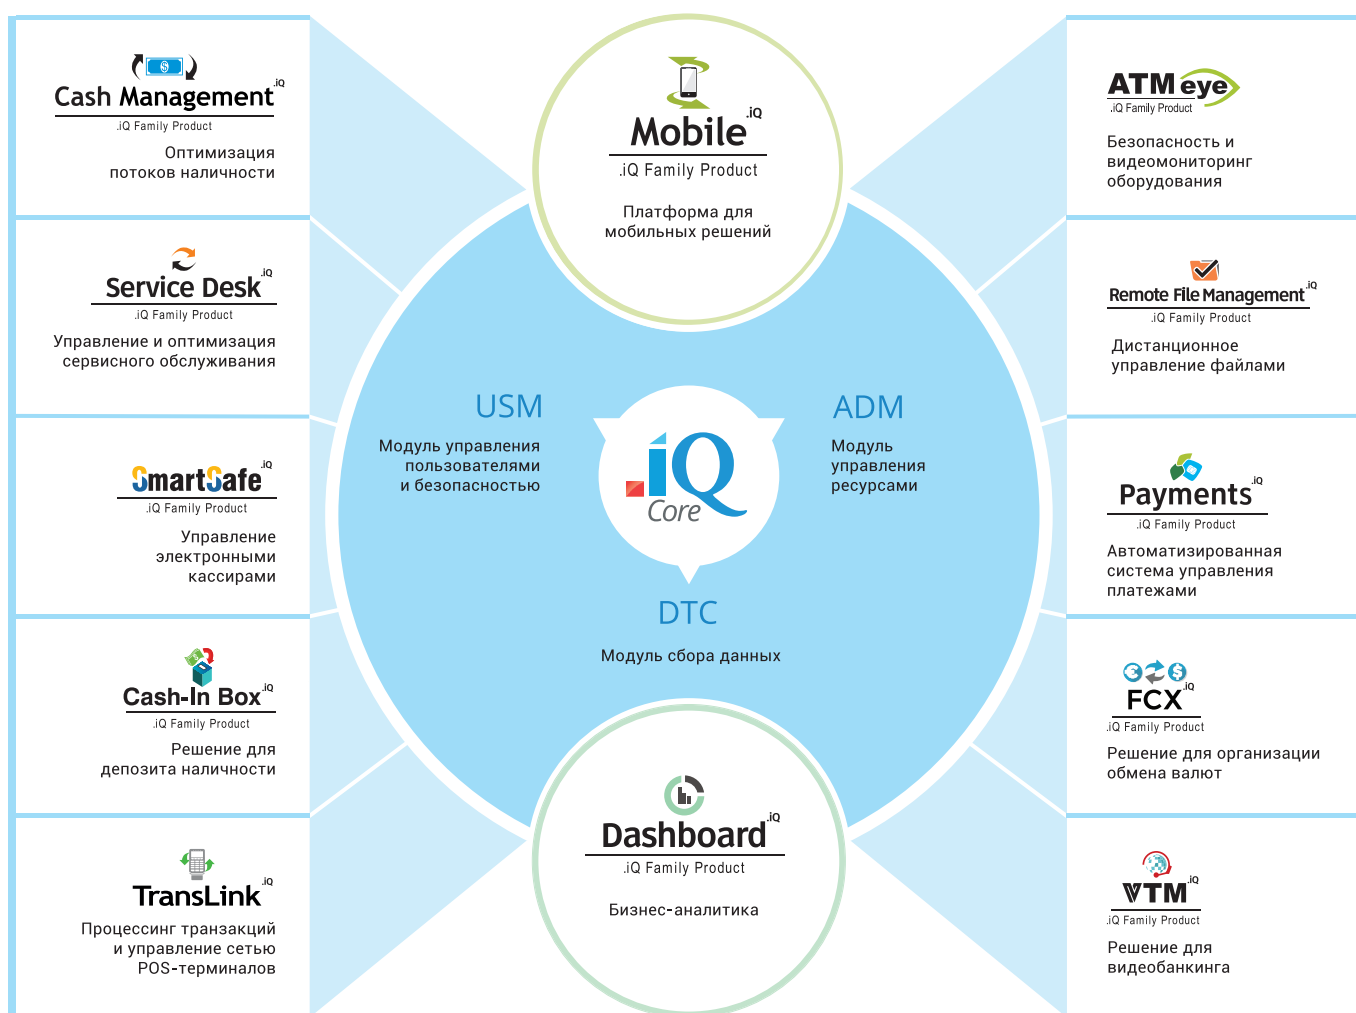 Cash Management.iQ
.iQ Family Product
Оптимизация
потоков наличности
Service Desk.iQ
.iQ Family Product
Управление и оптимизация
сервисного обслуживания
SmartSafe.iQ
.iQ Family Product
Управление
электронными
кассирами
Cash-In Box.iQ
.iQ Family Product
Решение для
депозита наличности
TransLink.iQ
.iQ Family Product
Процессинг транзакций
и управление сетью
POS-терминалов
Mobile.iQ
.iQ Family Product
Платформа для
мобильных решений
USM
Модуль управления
пользователями
и безопасностью
.iQ
Core
ADM
Модуль
управления
ресурсами
DTC
Модуль сбора данных
Dashboard.iQ
.iQ Family Product
Бизнес-аналитика
ATM eye
.iQ Family Product
Безопасность и
видеомониторинг
оборудования
Remote File Management.iQ
.iQ Family Product
Дистанционное
управление файлами
Payments.iQ
.iQ Family Product
Автоматизированная
система управления
платежами
FCX.iQ
.iQ Family Product
Решение для организации
обмена валют
VTM.iQ
.iQ Family Product
Решение для
видеобанкинга